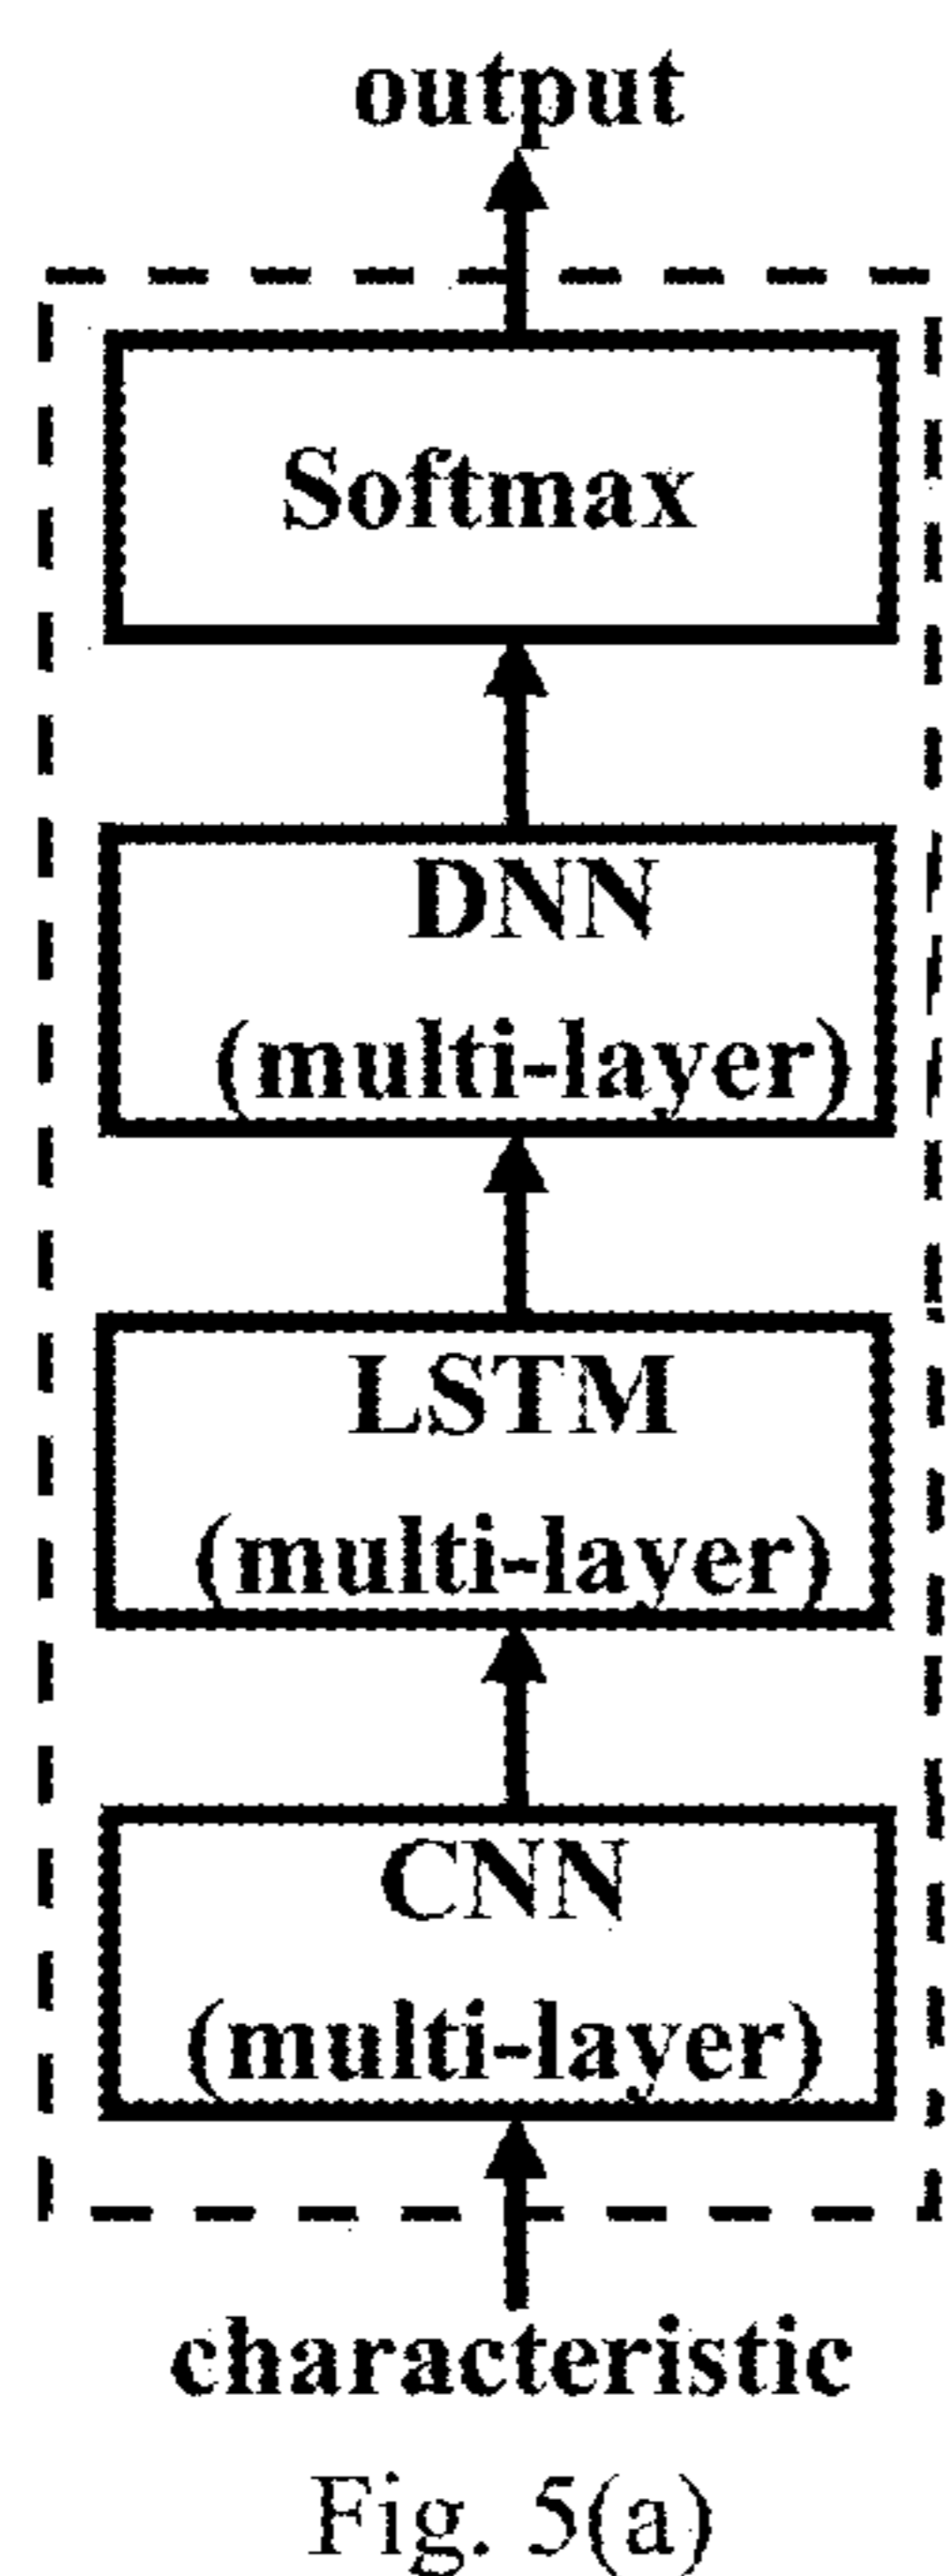 output
Softmax
DNN
(multi-layer)
LSTM
(multi-layer)
CNN
(multi-layer)
characteristic
Fig. 5(a)